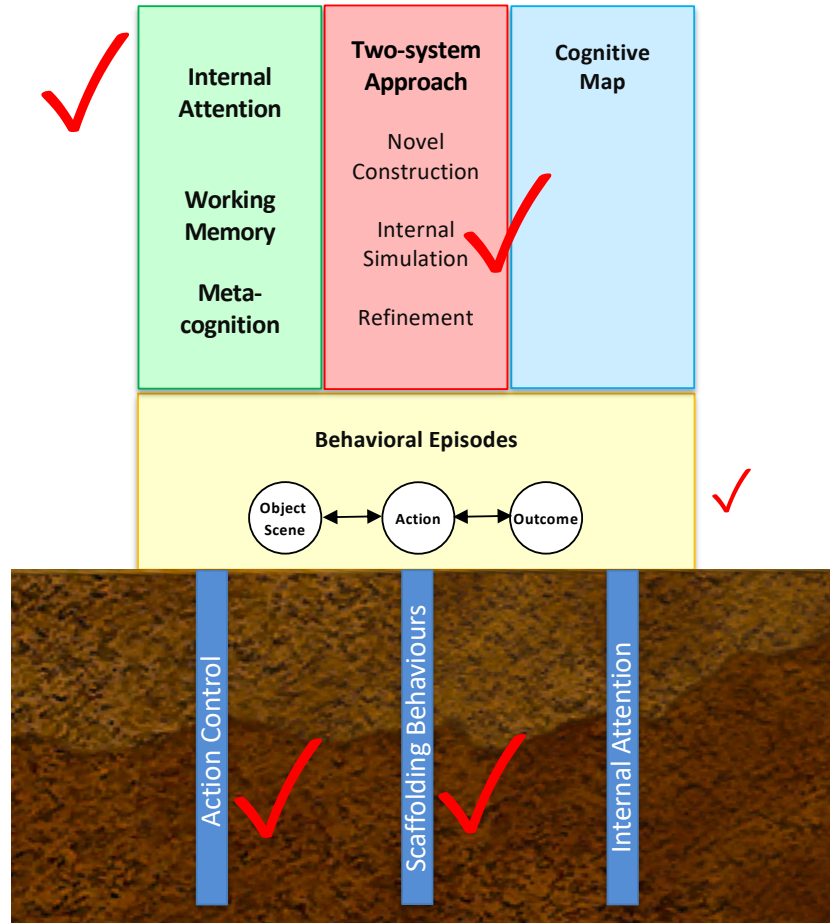 Internal
Attention
Working
Memory
Meta-
cognition
Two-system
Approach
Novel
Construction
Internal
Simulation
Refinement
Cognitive
Map
Behavioral Episodes
Object
Scene
Action
Outcome
Action Control
Scaffolding Behaviours
Internal Attention